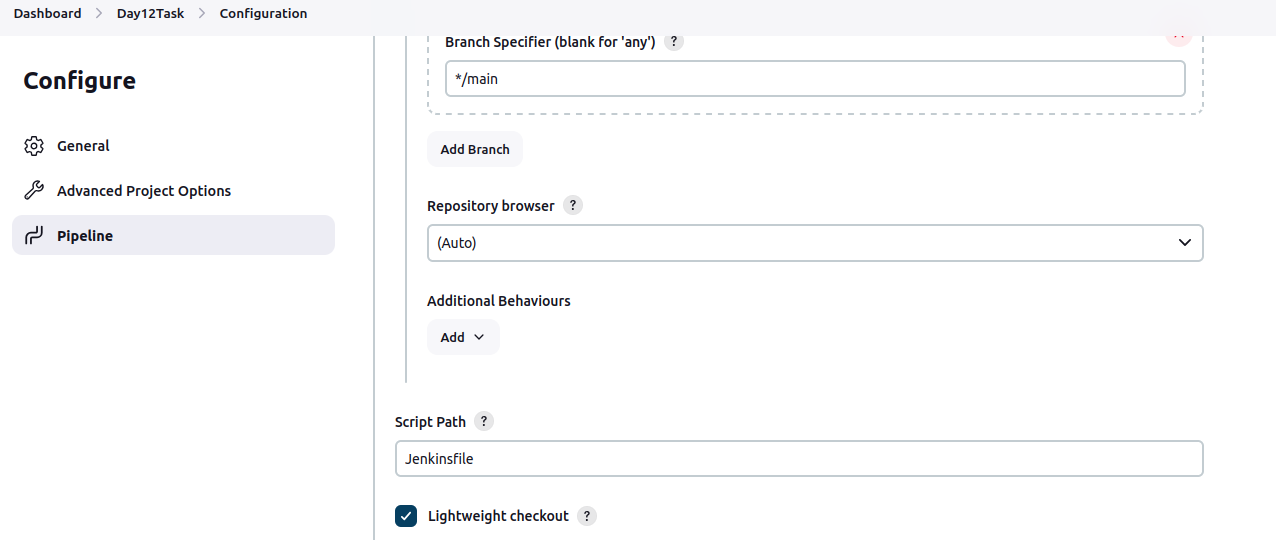 Dashboard > Day12Task > Configuration
Configure
General
Advanced Project Options
Pipeline
Branch Specifier (blank for 'any') ?
*/main
Add Branch
Repository browser ?
(Auto)
Additional Behaviours
Add
Script Path ?
Jenkinsfile
Lightweight checkout ?